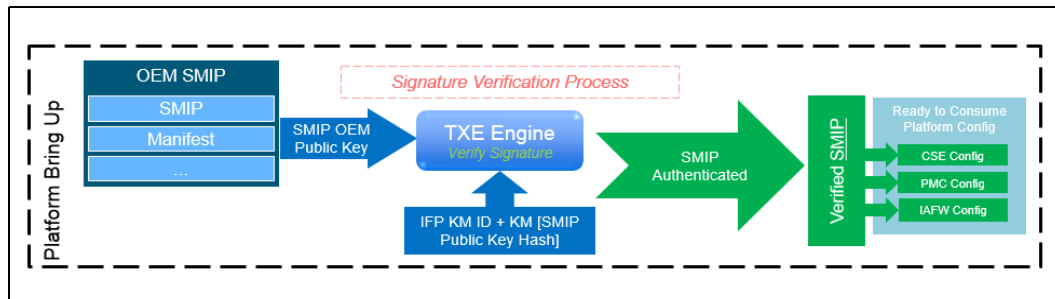 Platform Bring Up
OEM SMIP
SMIP
Manifest
...
SMIP OEM
Public Key
Signature Verification Process
TXE Engine
Verify Signature
IFP KM ID + KM [SMIP
Public Key Hash]
SMIP
Authenticated
Verified SMIP
Ready to Consume
Platform Config
CSE Config
PMC Config
IAFW Config